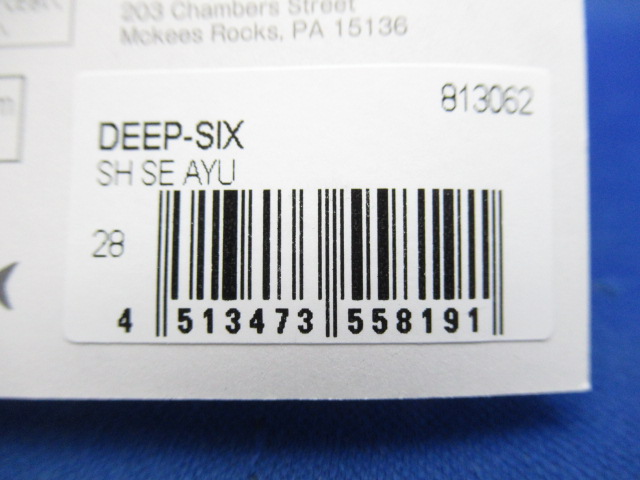 203 Chambers Street
Mckees Rocks, PA 15136
813062
DEEP-SIX
SH SE AYU
28
4 513473 558191